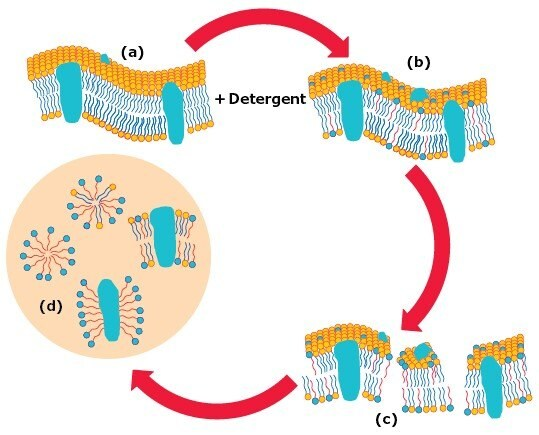 (a)
(b)
+ Detergent
(d)
(c)